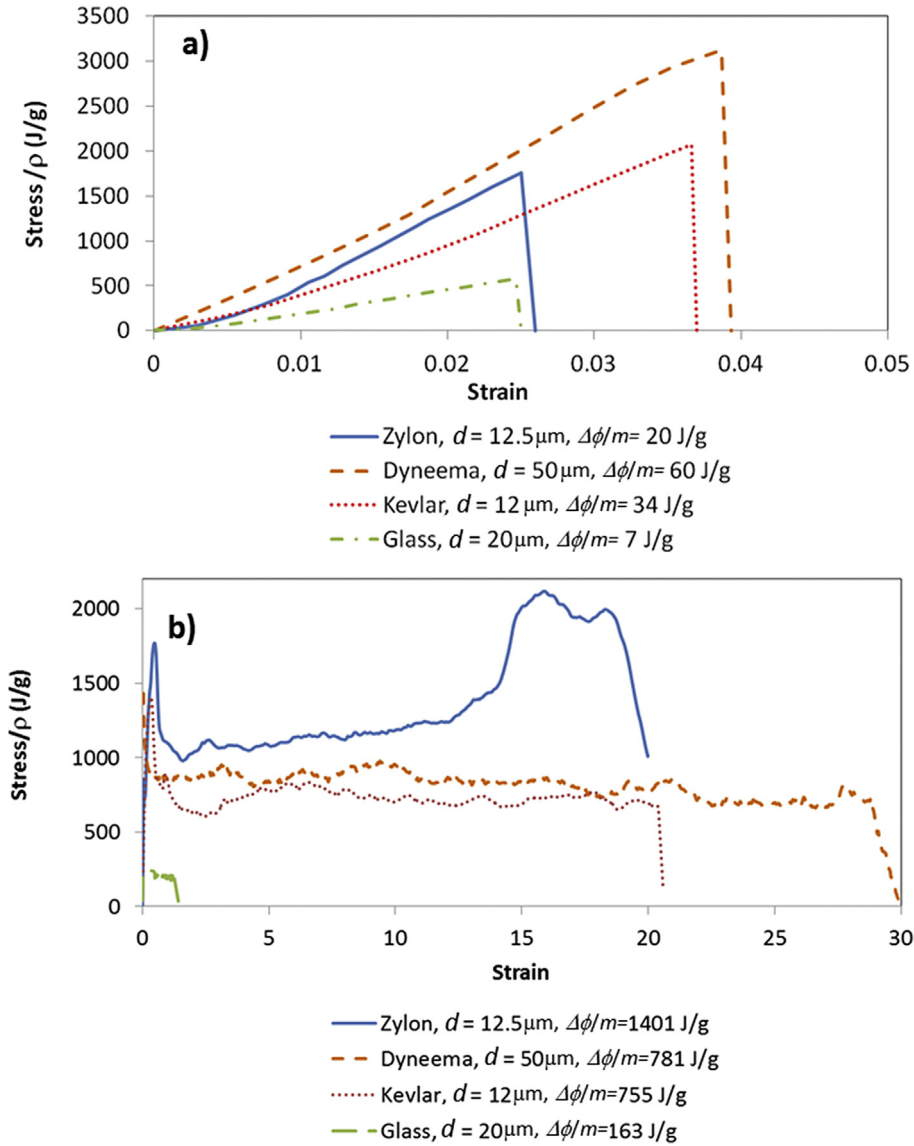 a)
Stress/ρ (J/g)
3500
3000
2500
2000
1500
1000
500
0
0 0.01 0.02 0.03 0.04 0.05
Strain
Zylon, d = 12.5μm, Δϕ/m= 20 J/g
Dyneema, d = 50μm, Δϕ/m= 60 J/g
Kevlar, d = 12μm, Δϕ/m= 34 J/g
Glass, d = 20μm, Δϕ/m= 7 J/g
b)
Stress/ρ (J/g)
2000
1500
1000
500
0
0 5 10 15 20 25 30
Strain
Zylon, d = 12.5μm, Δϕ/m=1401 J/g
Dyneema, d = 50μm, Δϕ/m=781 J/g
Kevlar, d = 12μm, Δϕ/m=755 J/g
Glass, d = 20μm, Δϕ/m=163 J/g